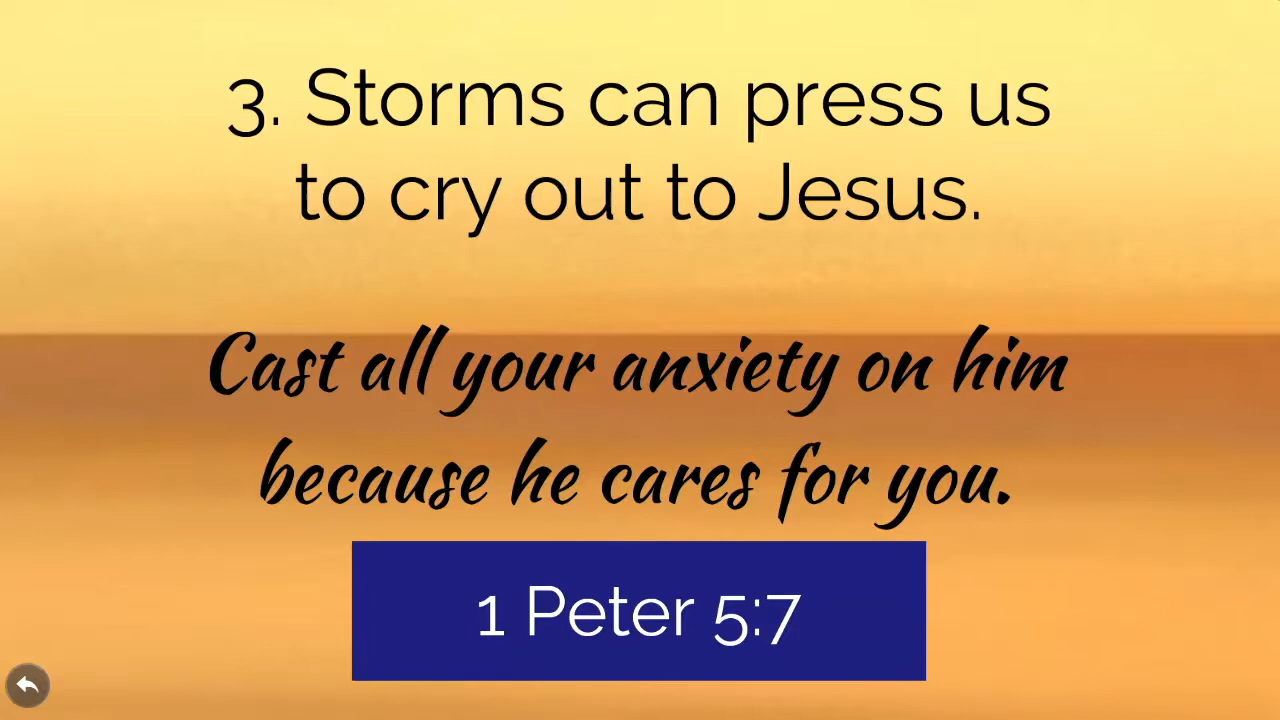 3. Storms can press us
to cry out to Jesus.
Cast all your anxiety on him
because he cares for you.
1 Peter 5:7